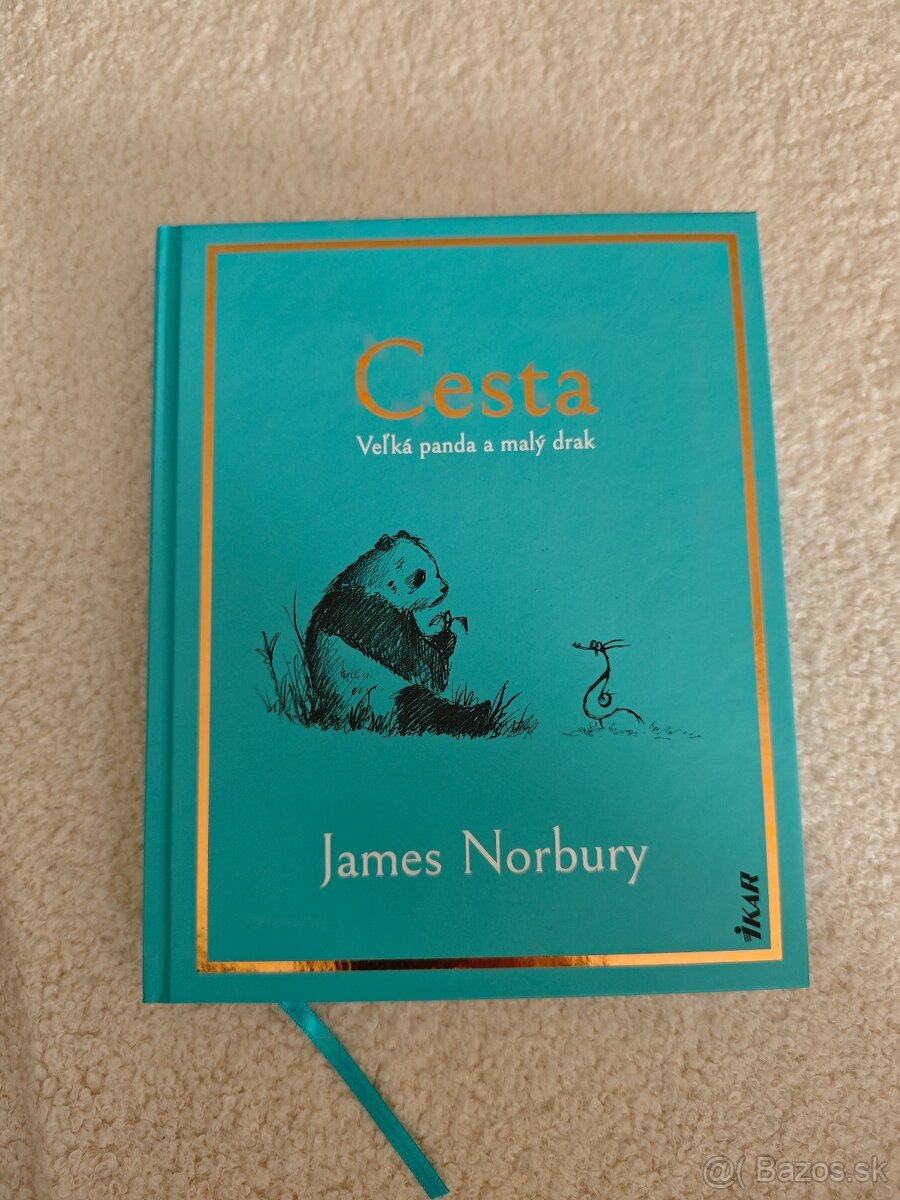 Cesta
Veľká panda a malý drak
James Norbury
IKAR
@( Bazos.sk